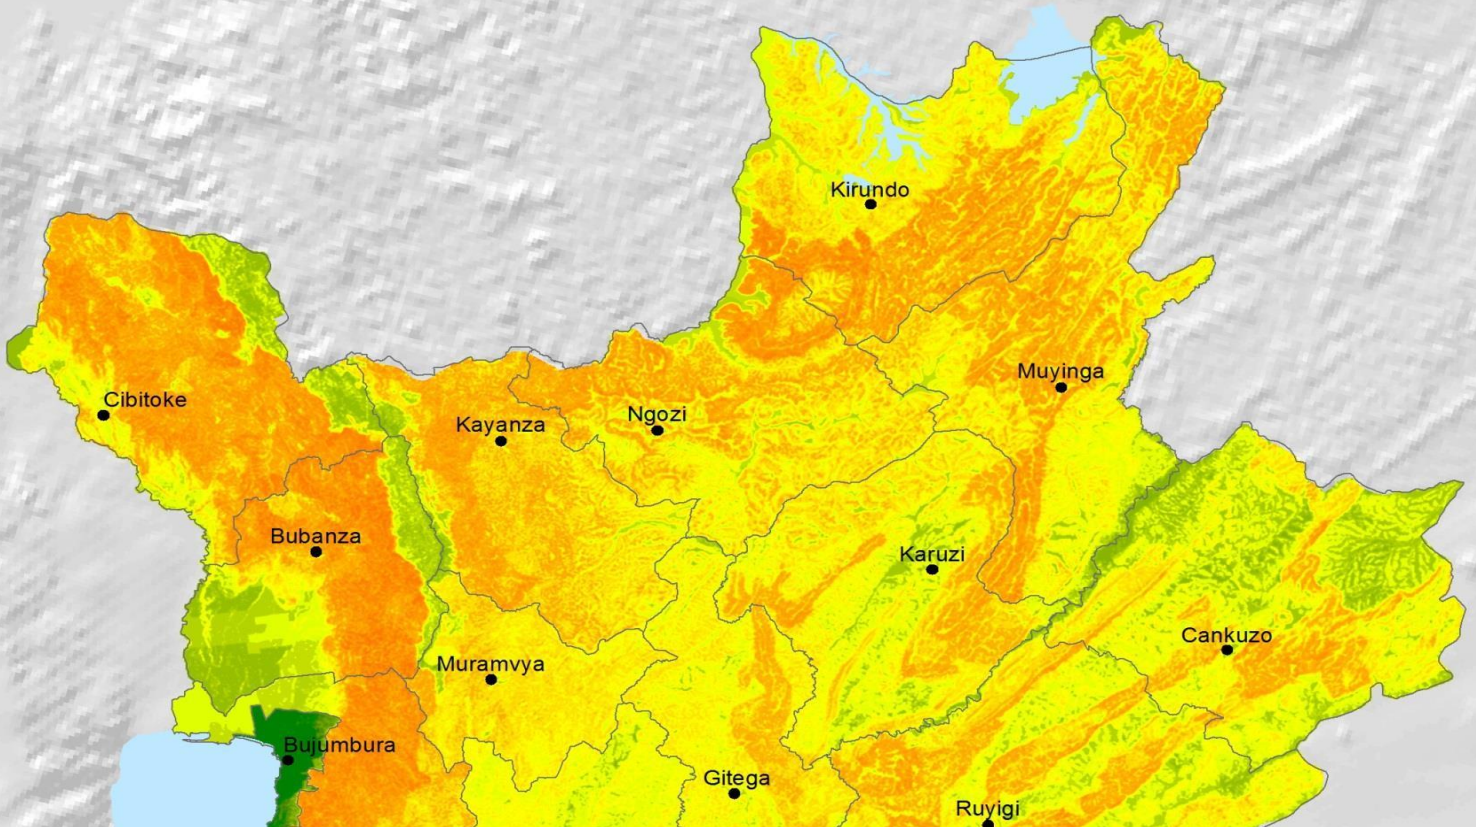 Kirundo
Muyinga
Cibitoke
Ngozi
Kayanza
Bubanza
Karuzi
Cankuzo
Muramvya
Bujumbura
Gitega
Ruyigi